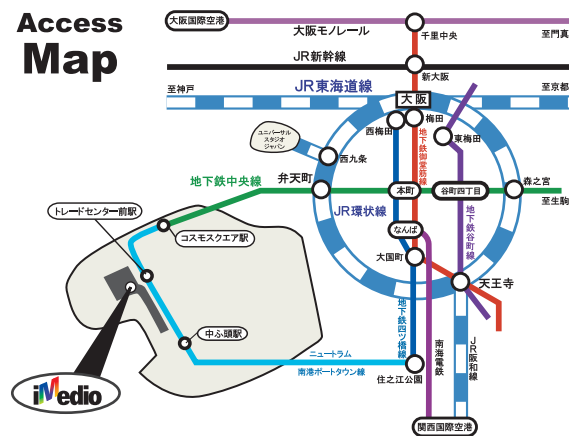 Access
Map
大阪国際空港
大阪モノレール
千里中央
至門真
JR新幹線
新大阪
至神戸
JR東海道線
至京都
大阪
梅田
西梅田
東梅田
地下鉄御堂筋線
ユニバーサル
スタジオ
ジャパン
西九条
地下鉄中央線
弁天町
本町
谷町四丁目
森之宮
至生駒
JR環状線
地下鉄谷町線
トレードセンター前駅
コスモスクエア駅
なんば
大国町
天王寺
地下鉄四ツ橋線
南海電鉄
JR阪和線
中ふ頭駅
ニュートラム
南港ポートタウン線
住之江公園
iMedio
関西国際空港